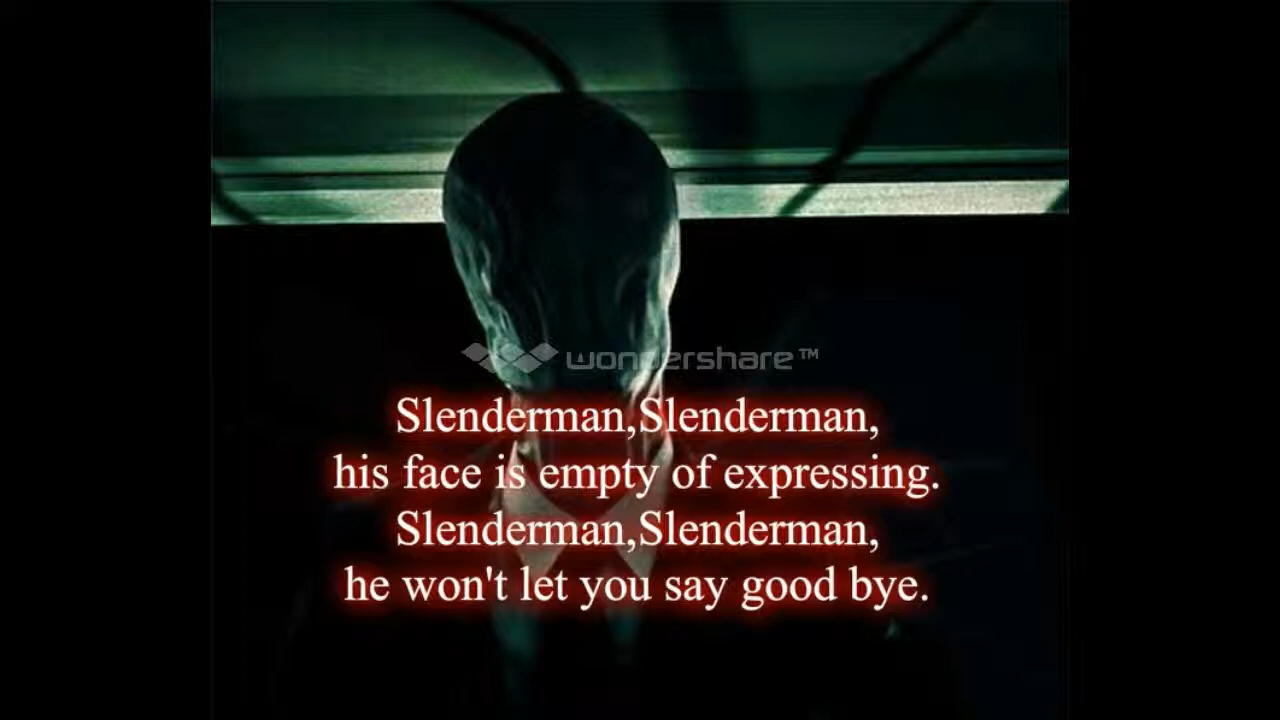 wondershare™
Slenderman,Slenderman,
his face is empty of expressing.
Slenderman,Slenderman,
he won't let you say good bye.